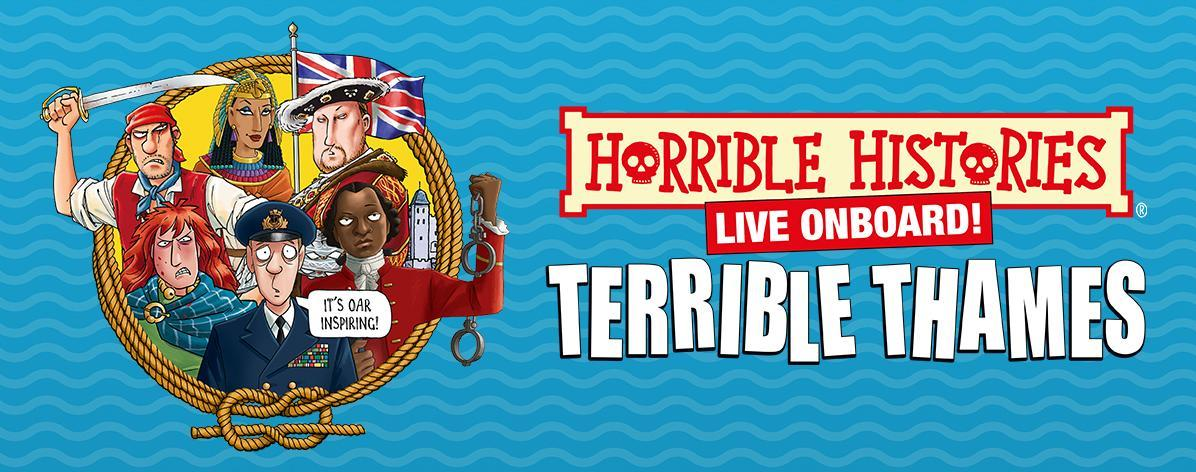 IT'S OAR
INSPIRING!
HORRIBLE HISTORIES
®
LIVE ONBOARD!
TERRIBLE THAMES